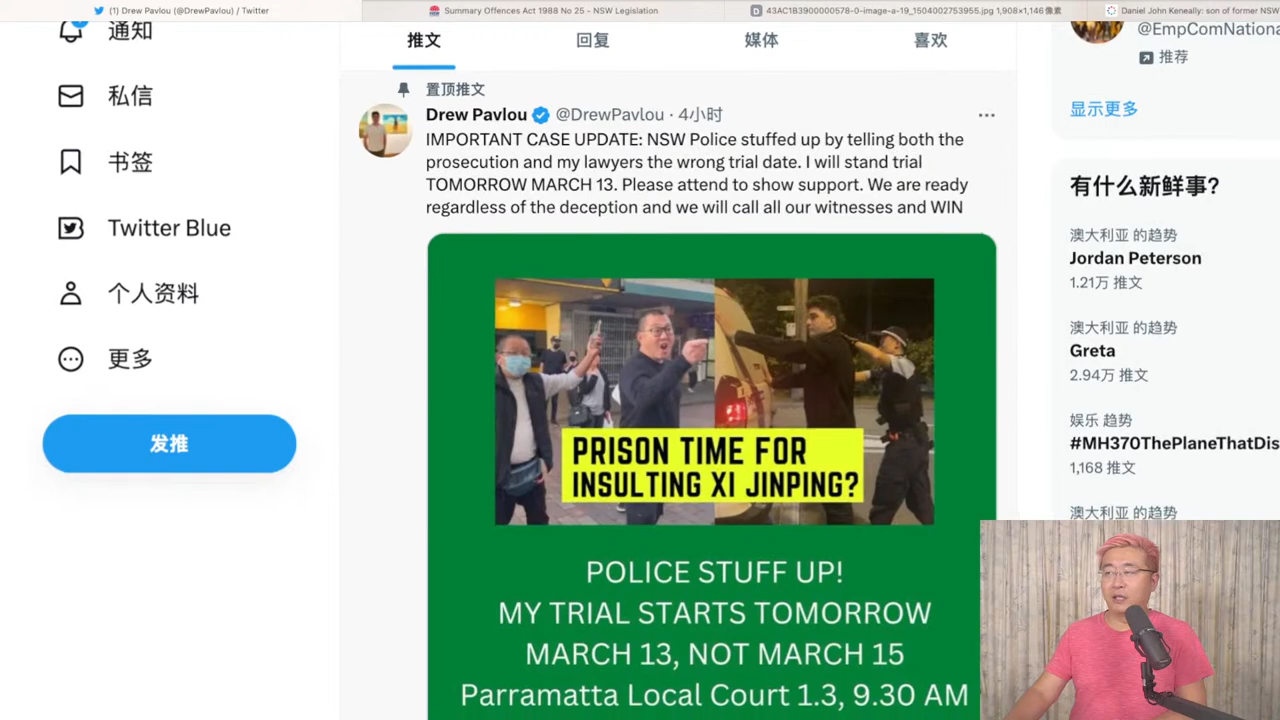 (1) Drew Pavlou (@DrewPavlou) / Twitter
Summary Offences Act 1988 No 25 - NSW Legislation
43AC1B3900000578-0-image-a-19_1504002753955.jpg 1,908×1,146像素
Daniel John Keneally: son of former NSW
通知
私信
书签
Twitter Blue
个人资料
更多
发推
推文
回复
媒体
喜欢
置顶推文
Drew Pavlou @DrewPavlou · 4小时
IMPORTANT CASE UPDATE: NSW Police stuffed up by telling both the
prosecution and my lawyers the wrong trial date. I will stand trial
TOMORROW MARCH 13. Please attend to show support. We are ready
regardless of the deception and we will call all our witnesses and WIN
PRISON TIME FOR
INSULTING XI JINPING?
POLICE STUFF UP!
MY TRIAL STARTS TOMORROW
MARCH 13, NOT MARCH 15
Parramatta Local Court 1.3, 9.30 AM
@EmpComNationa
推荐
显示更多
有什么新鲜事?
澳大利亚 的趋势
Jordan Peterson
1.21万 推文
澳大利亚 的趋势
Greta
2.94万 推文
娱乐 趋势
#MH370ThePlaneThatDis
1,168 推文
澳大利亚 的趋势